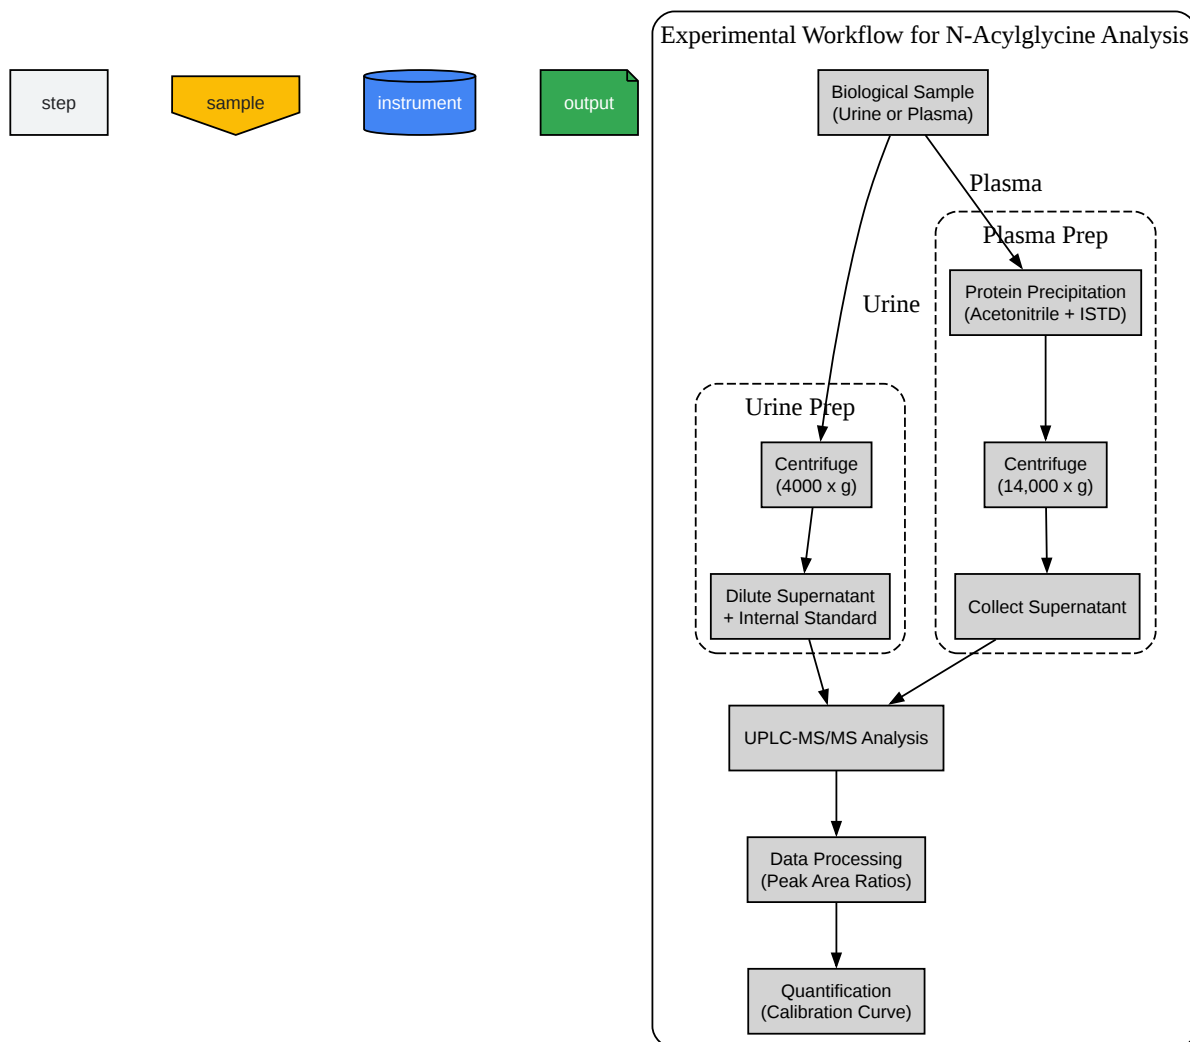 Experimental Workflow for N-Acylglycine Analysis
step
sample
instrument
output
Biological Sample
(Urine or Plasma)
Plasma
Plasma Prep
Protein Precipitation
(Acetonitrile + ISTD)
Urine
Urine Prep
Centrifuge
(4000 x g)
Centrifuge
(14,000 x g)
Dilute Supernatant
+ Internal Standard
Collect Supernatant
UPLC-MS/MS Analysis
Data Processing
(Peak Area Ratios)
Quantification
(Calibration Curve)